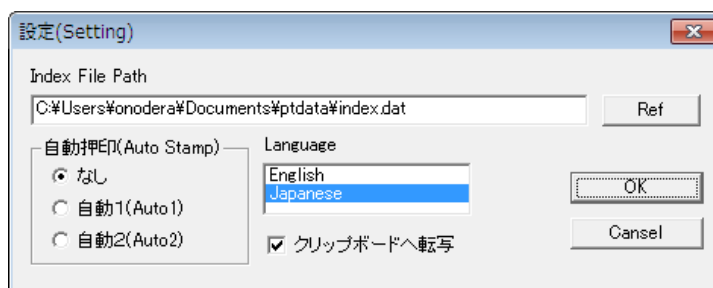 設定(Setting)
Index File Path
C:¥Users¥onodera¥Documents¥ptdata¥index.dat
Ref
自動押印(Auto Stamp)
なし
自動1(Auto1)
自動2(Auto2)
Language
English
Japanese
クリップボードへ転写
OK
Cansel